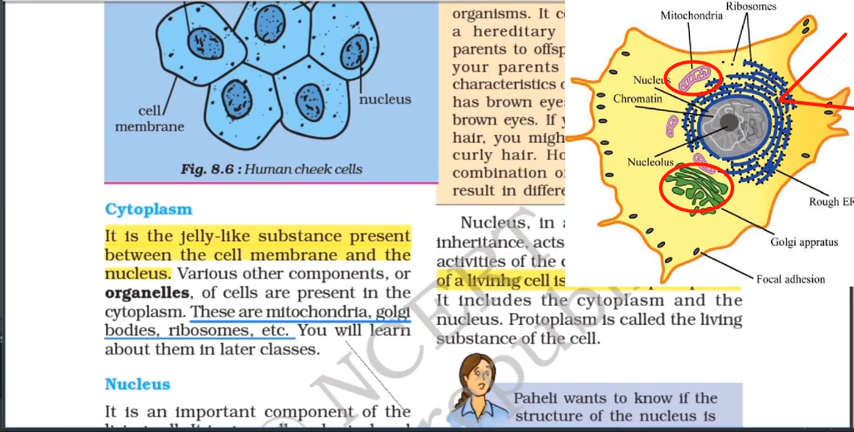 cell
membrane
nucleus
Fig. 8.6 : Human cheek cells
Cytoplasm
It is the jelly-like substance present
between the cell membrane and the
nucleus. Various other components, or
organelles, of cells are present in the
cytoplasm. These are mitochondria, golgi
bodies, ribosomes, etc. You will learn
about them in later classes.
Nucleus
It is an important component of the
organisms. It
a hereditary
parents to
your parents
characteristics
has brown
brown eyes. If
hair, you
curly hair.
combination
result in
Nucleus, in
inheritance, acts
activities of the
of a livinhg cell is
It includes the cytoplasm and the
nucleus. Protoplasm is called the living
substance of the cell.
Paheli wants to know if the
structure of the nucleus is
Mitochondria
Ribosomes
Nucleus
Chromatin
Nucleolus
Rough ER
Golgi appratus
Focal adhesion
NCERT